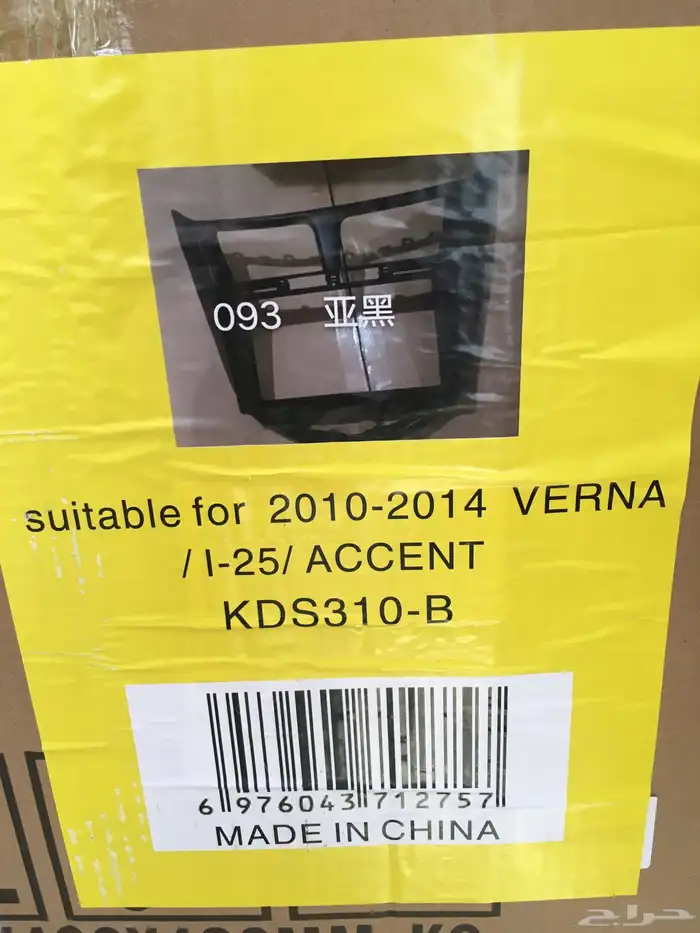 093 亚黑
suitable for 2010-2014 VERNA
/ I-25/ ACCENT
KDS310-B
6 976043 712757
MADE IN CHINA
حراج